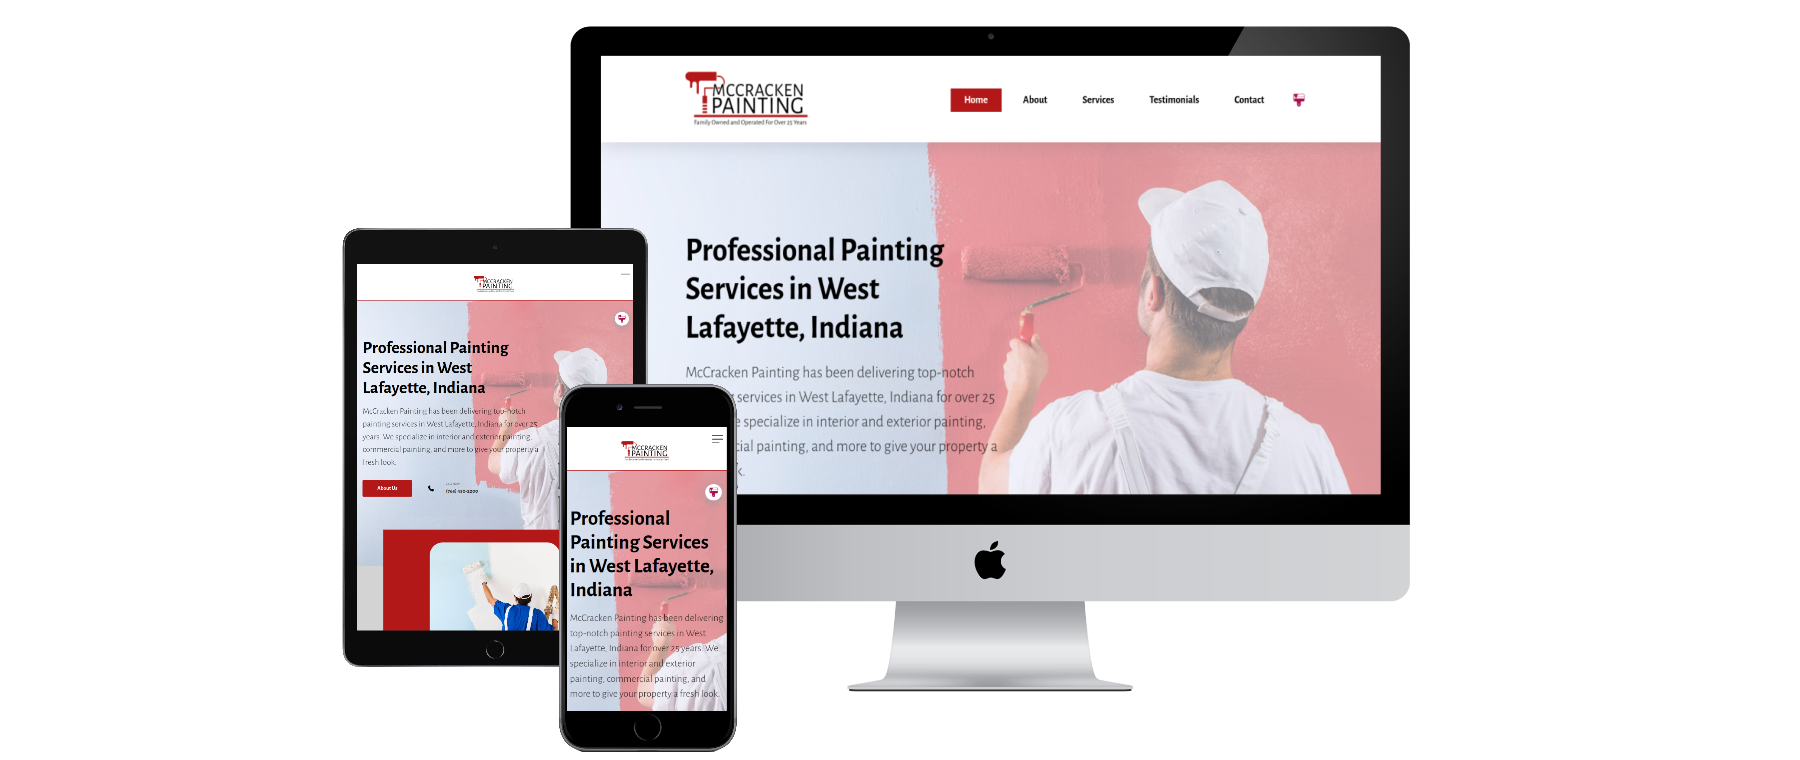 MCCRACKEN
PAINTING
Family Owned and Operated For Over 25 Years
Home
About
Services
Testimonials
Contact
Professional Painting
Services in West
Lafayette, Indiana
McCracken Painting has been delivering top-notch
services in West Lafayette, Indiana for over 25
specialize in interior and exterior painting,
painting, and more to give your property a
MCCRACKEN
PAINTING
Professional Painting
Services in West
Lafayette, Indiana
McCracken Painting has been delivering top-notch
painting services in West Lafayette, Indiana for over 25
years. We specialize in interior and exterior painting,
commercial painting, and more to give your property a
fresh look.
About Us
MCCRACKEN
PAINTING
Professional
Painting Services
in West Lafayette,
Indiana
McCracken Painting has been delivering
top-notch painting services in West
Lafayette, Indiana for over 25 years. We
specialize in interior and exterior
painting, commercial painting, and
more to give your property a fresh look.